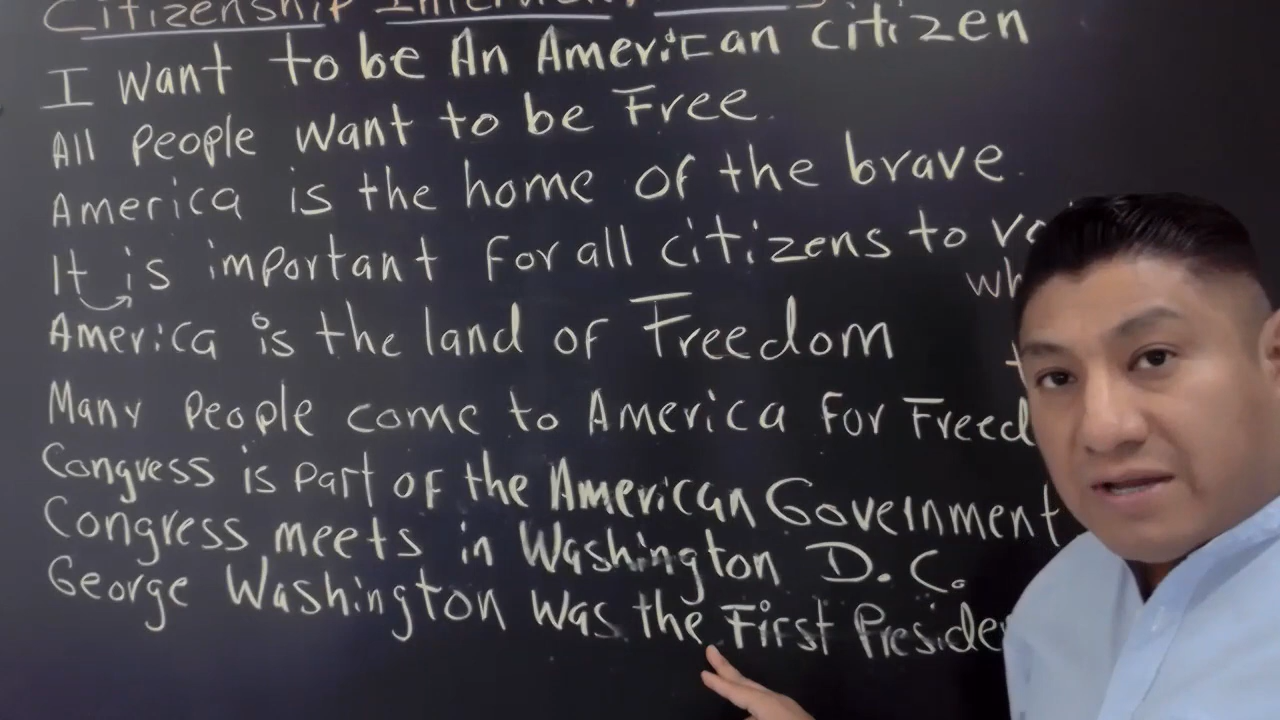 Citizenship Interview
I want to be An American citizen
All people want to be Free.
America is the home of the brave.
It is important for all citizens to
America is the land of Freedom
Many people come to America for
Congress is part of the American Government
Congress meets in Washington D.C.
George Washington was the First